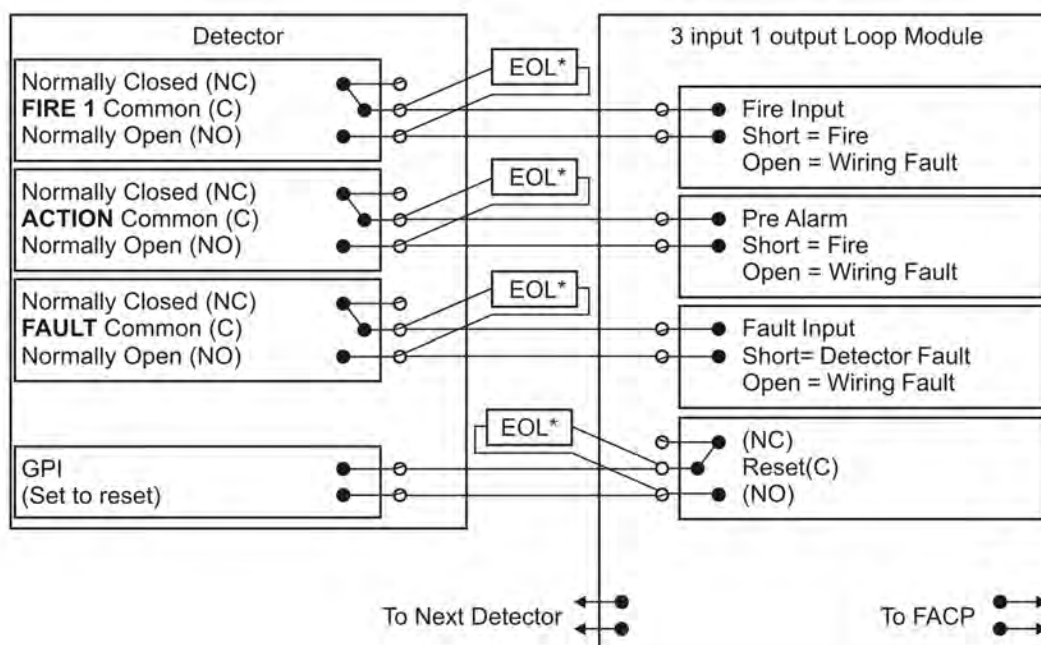 Detector
Normally Closed (NC)
FIRE 1 Common (C)
Normally Open (NO)
EOL*
Normally Closed (NC)
ACTION Common (C)
Normally Open (NO)
EOL*
Normally Closed (NC)
FAULT Common (C)
Normally Open (NO)
EOL*
GPI
(Set to reset)
EOL*
3 input 1 output Loop Module
Fire Input
Short = Fire
Open = Wiring Fault
Pre Alarm
Short = Fire
Open = Wiring Fault
Fault Input
Short= Detector Fault
Open = Wiring Fault
(NC)
Reset(C)
(NO)
To Next Detector
To FACP